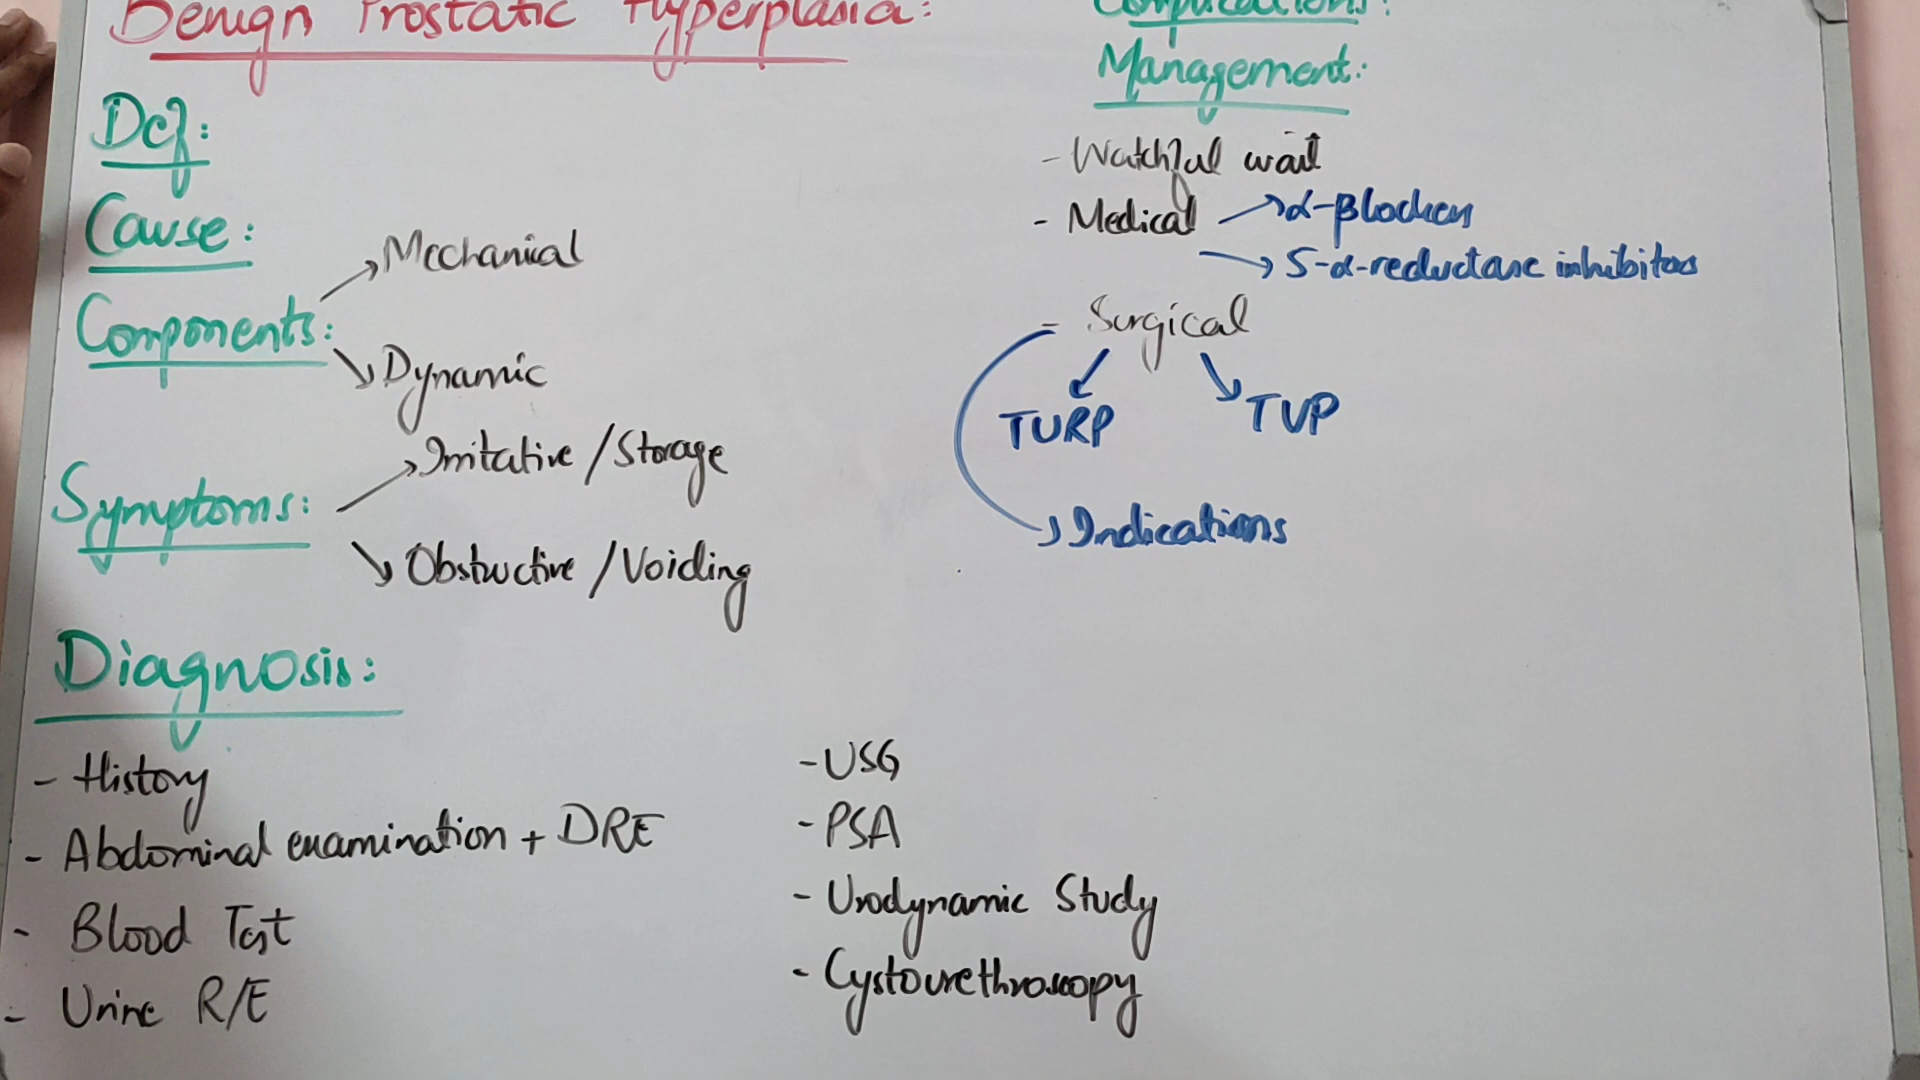 Benign Prostatic Hyperplasia:
Def:
Cause:
Components:
Mechanical
Dynamic
Symptoms:
Irritative / Storage
Obstructive / Voiding
Diagnosis:
- History
- Abdominal examination + DRE
- Blood Test
- Urine R/E
- USG
- PSA
- Urodynamic Study
- Cystourethroscopy
Complications:
Management:
- Watchful wait
- Medical
α-Blockers
5-α-reductase inhibitors
- Surgical
TURP
TVP
Indications